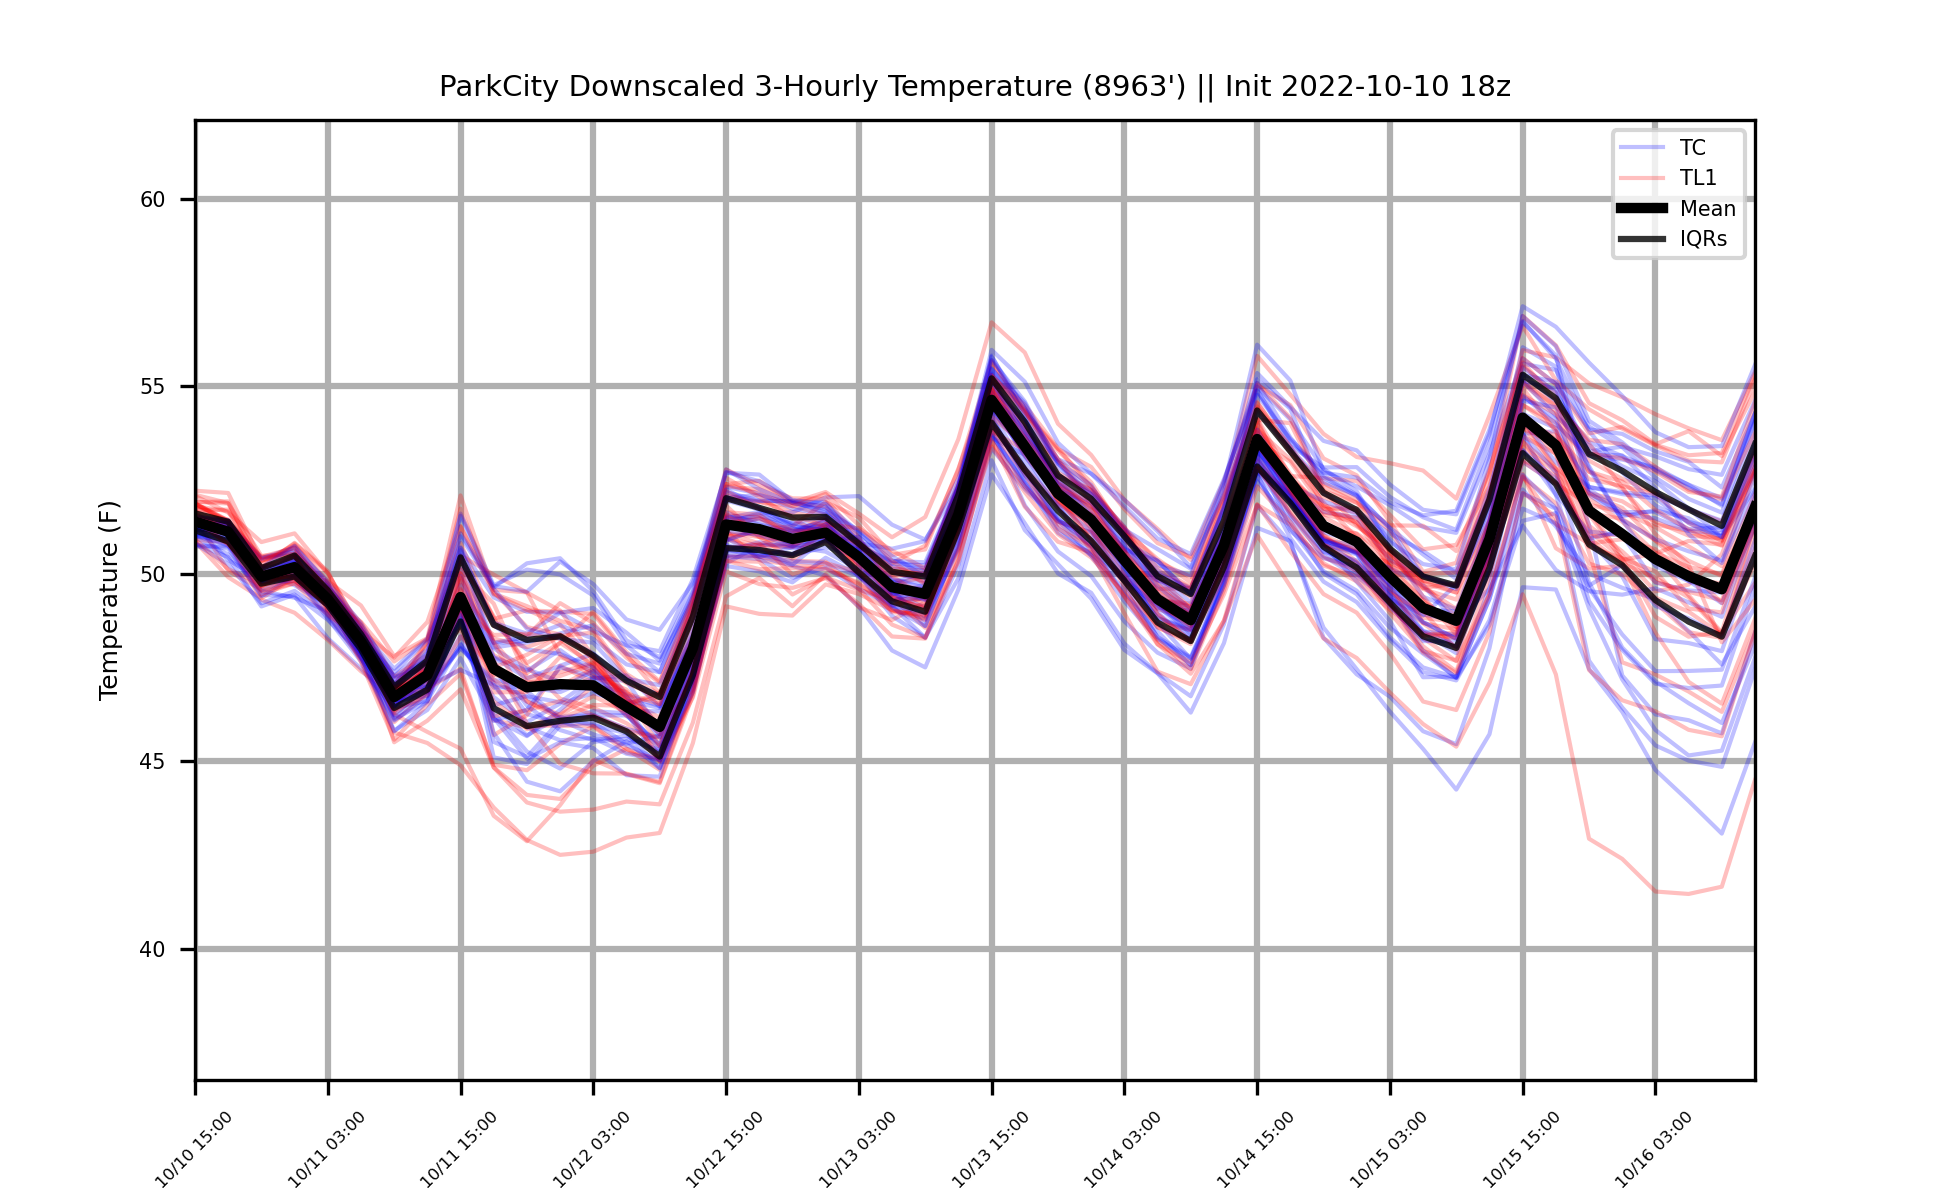 ParkCity Downscaled 3-Hourly Temperature (8963') || Init 2022-10-10 18z
TC
TL1
Mean
IQRs
Temperature (F)
60
55
50
45
40
10/10 15:00
10/11 03:00
10/11 15:00
10/12 03:00
10/12 15:00
10/13 03:00
10/13 15:00
10/14 03:00
10/14 15:00
10/15 03:00
10/15 15:00
10/16 03:00